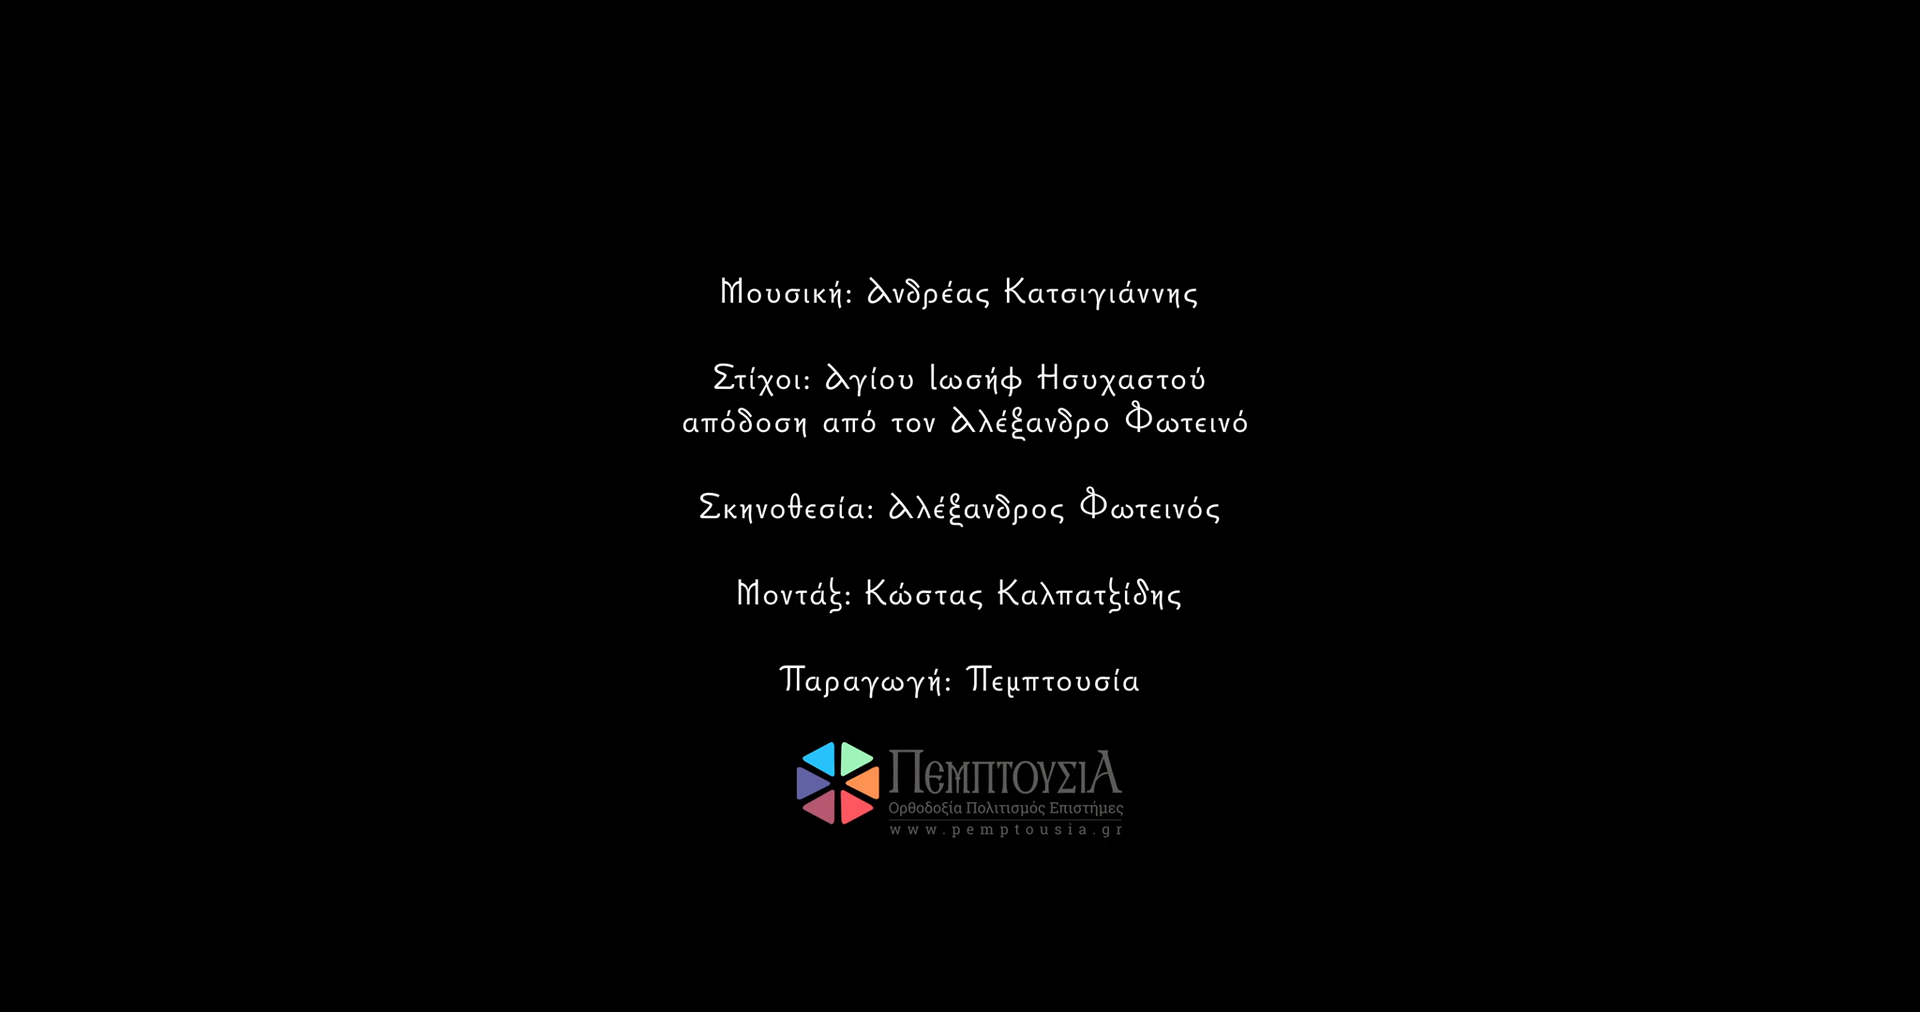 Μουσική: Ανδρέας Κατσιγιάννης
Στίχοι: Αγίου Ιωσήφ Ησυχαστού
απόδοση από τον Αλέξανδρο Φωτεινό
Σκηνοθεσία: Αλέξανδρος Φωτεινός
Μοντάζ: Κώστας Καλπατζίδης
Παραγωγή: Πεμπτουσία
ΠΕΜΠΤΟΥΣΙΑ
Ορθοδοξία Πολιτισμός Επιστήμες
www.pemptousia.gr